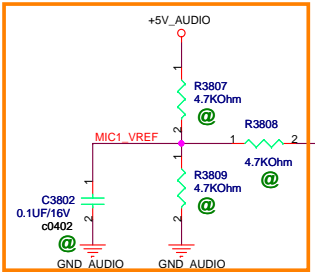 +5V_AUDIO
1
R3807
4.7KOhm
@
2
MIC1_VREF
R3808
1
2
4.7KOhm
@
1
R3809
4.7KOhm
@
2
1
C3802
0.1UF/16V
c0402
2
@
GND_AUDIO
GND_AUDIO